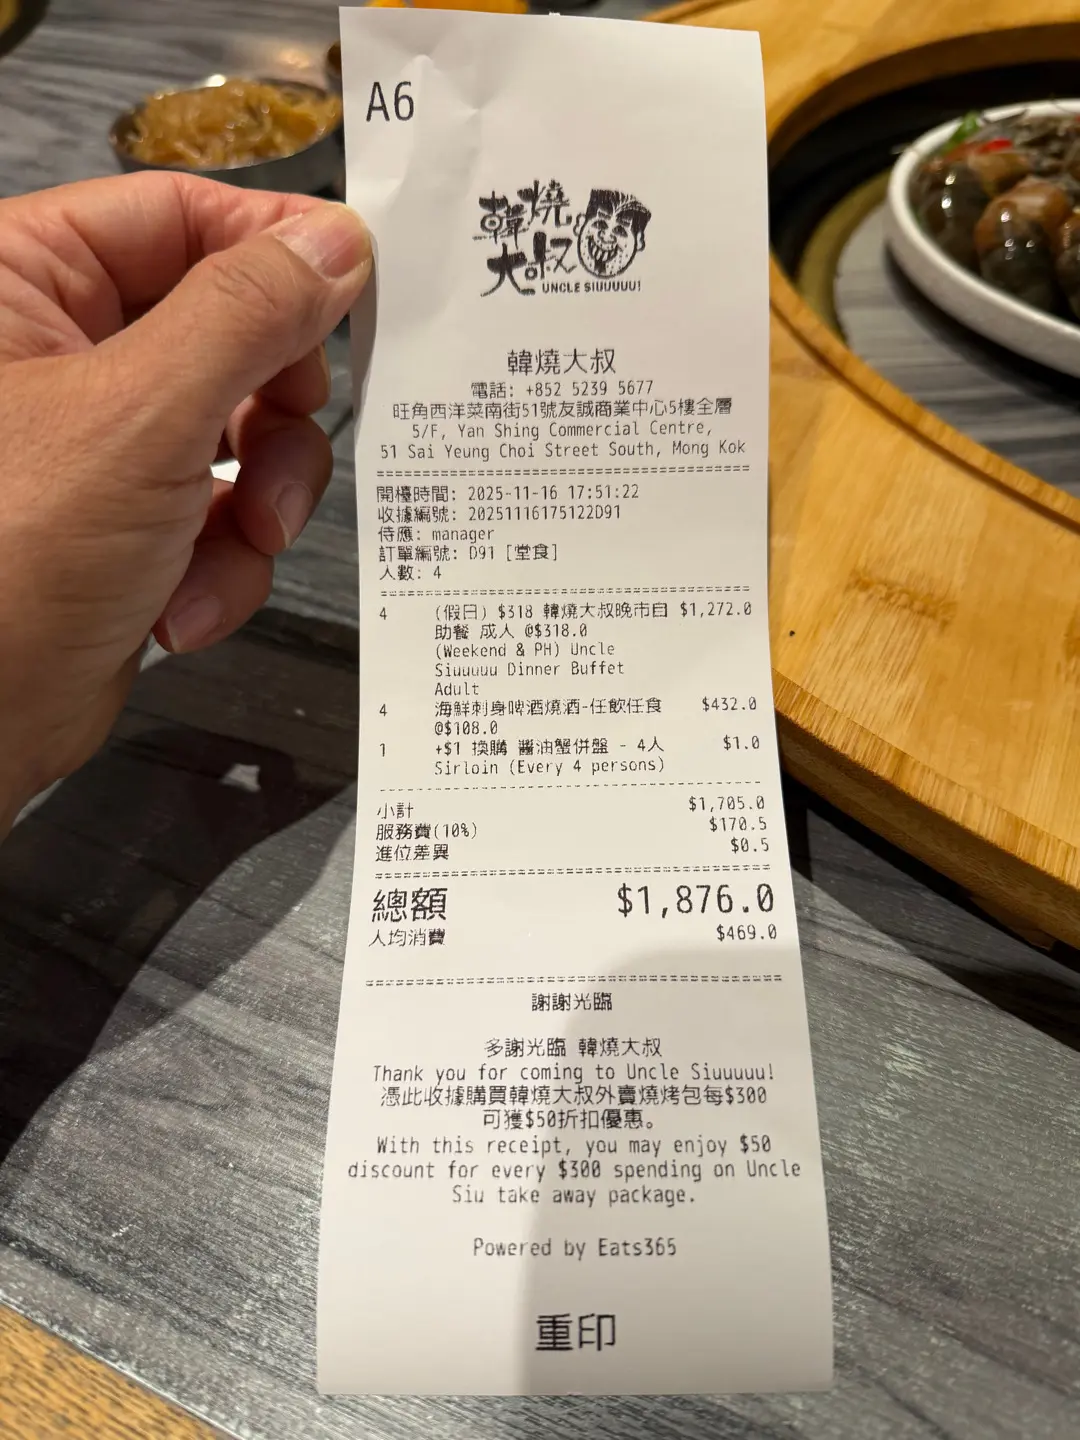 A6
韓燒
大叔
UNCLE SIUUUUU!
韓燒大叔
電話: +852 5239 5677
旺角西洋菜南街51號友誠商業中心5樓全層
5/F, Yan Shing Commercial Centre,
51 Sai Yeung Choi Street South, Mong Kok
開檯時間: 2025-11-16 17:51:22
收據編號: 20251116175122D91
侍應: manager
訂單編號: D91 [堂食]
人數: 4
4 (假日) $318 韓燒大叔晚市自 $1,272.0
助餐 成人 @$318.0
(Weekend & PH) Uncle
Siuuuuu Dinner Buffet
Adult
4 海鮮刺身啤酒燒酒-任飲任食 $432.0
@$108.0
1 +$1 換購 醬油蟹併盤 - 4人 $1.0
Sirloin (Every 4 persons)
小計 $1,705.0
服務費(10%) $170.5
進位差異 $0.5
總額 $1,876.0
人均消費 $469.0
謝謝光臨
多謝光臨 韓燒大叔
Thank you for coming to Uncle Siuuuuu!
憑此收據購買韓燒大叔外賣燒烤包每$300
可獲$50折扣優惠。
With this receipt, you may enjoy $50
discount for every $300 spending on Uncle
Siu take away package.
Powered by Eats365
重印